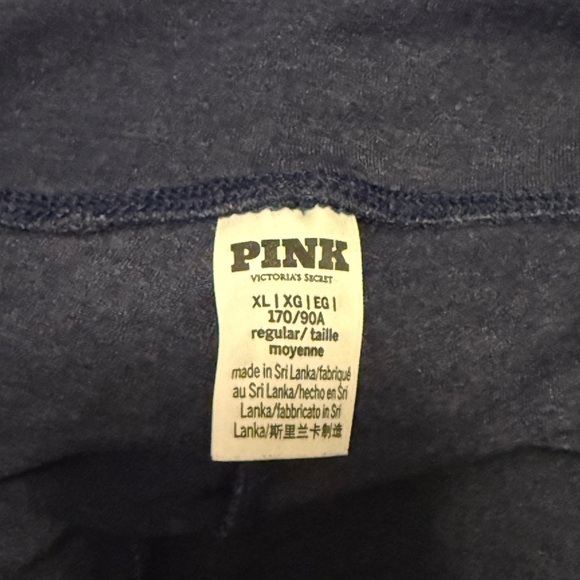 PINK
VICTORIA'S SECRET
XL | XG | EG |
170/90A
regular/ taille
moyenne
made in Sri Lanka/fabriqué
au Sri Lanka/hecho en Sri
Lanka/fabbricato in Sri
Lanka/斯里兰卡制造